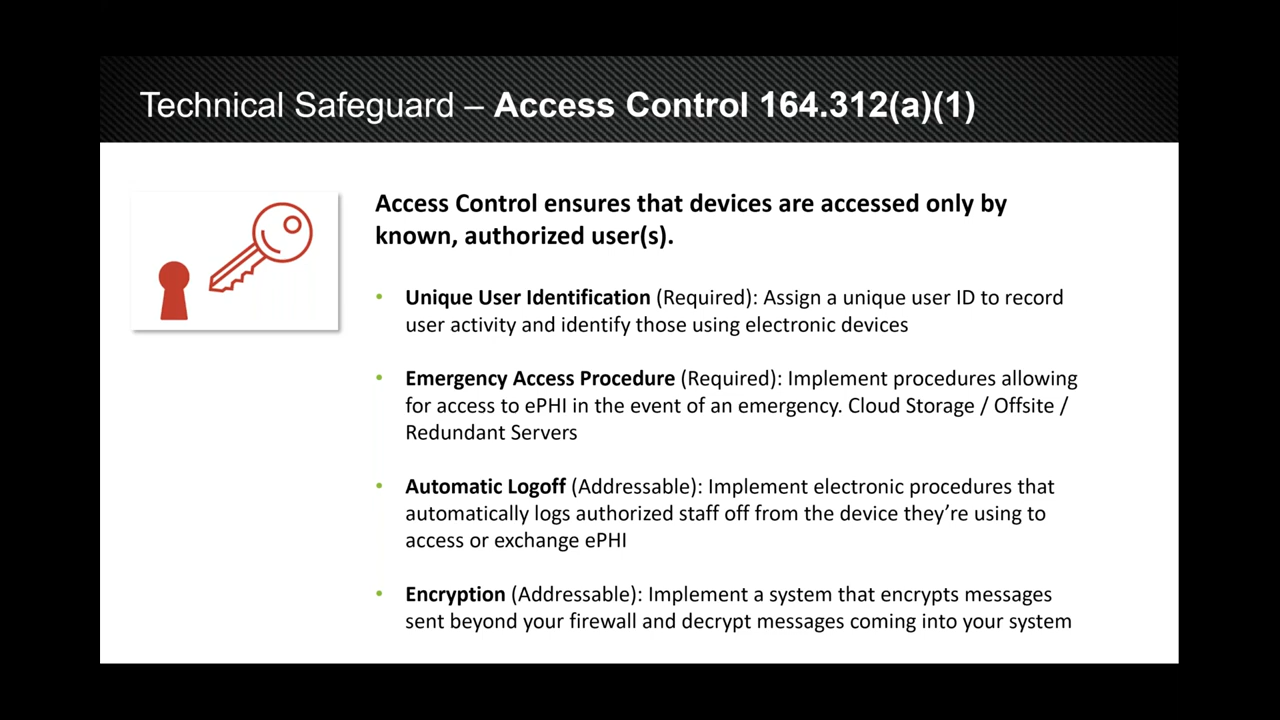 Technical Safeguard – Access Control 164.312(a)(1)
Access Control ensures that devices are accessed only by
known, authorized user(s).
• Unique User Identification (Required): Assign a unique user ID to record
user activity and identify those using electronic devices
• Emergency Access Procedure (Required): Implement procedures allowing
for access to ePHI in the event of an emergency. Cloud Storage / Offsite /
Redundant Servers
• Automatic Logoff (Addressable): Implement electronic procedures that
automatically logs authorized staff off from the device they’re using to
access or exchange ePHI
• Encryption (Addressable): Implement a system that encrypts messages
sent beyond your firewall and decrypt messages coming into your system